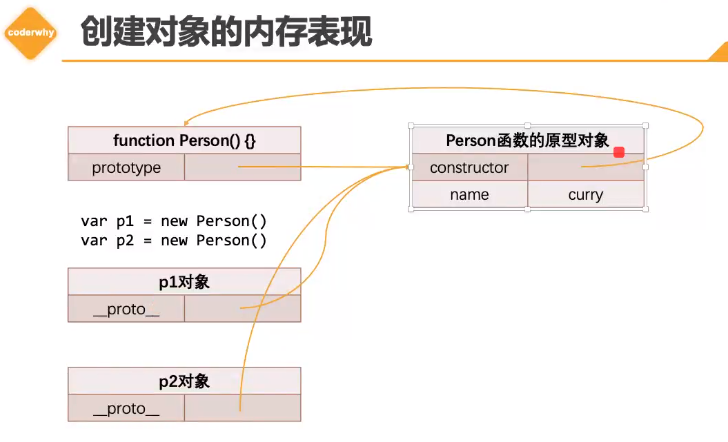 coderwhy
创建对象的内存表现
function Person() {}
prototype
Person函数的原型对象
constructor
name curry
var p1 = new Person()
var p2 = new Person()
p1对象
__proto__
p2对象
__proto__